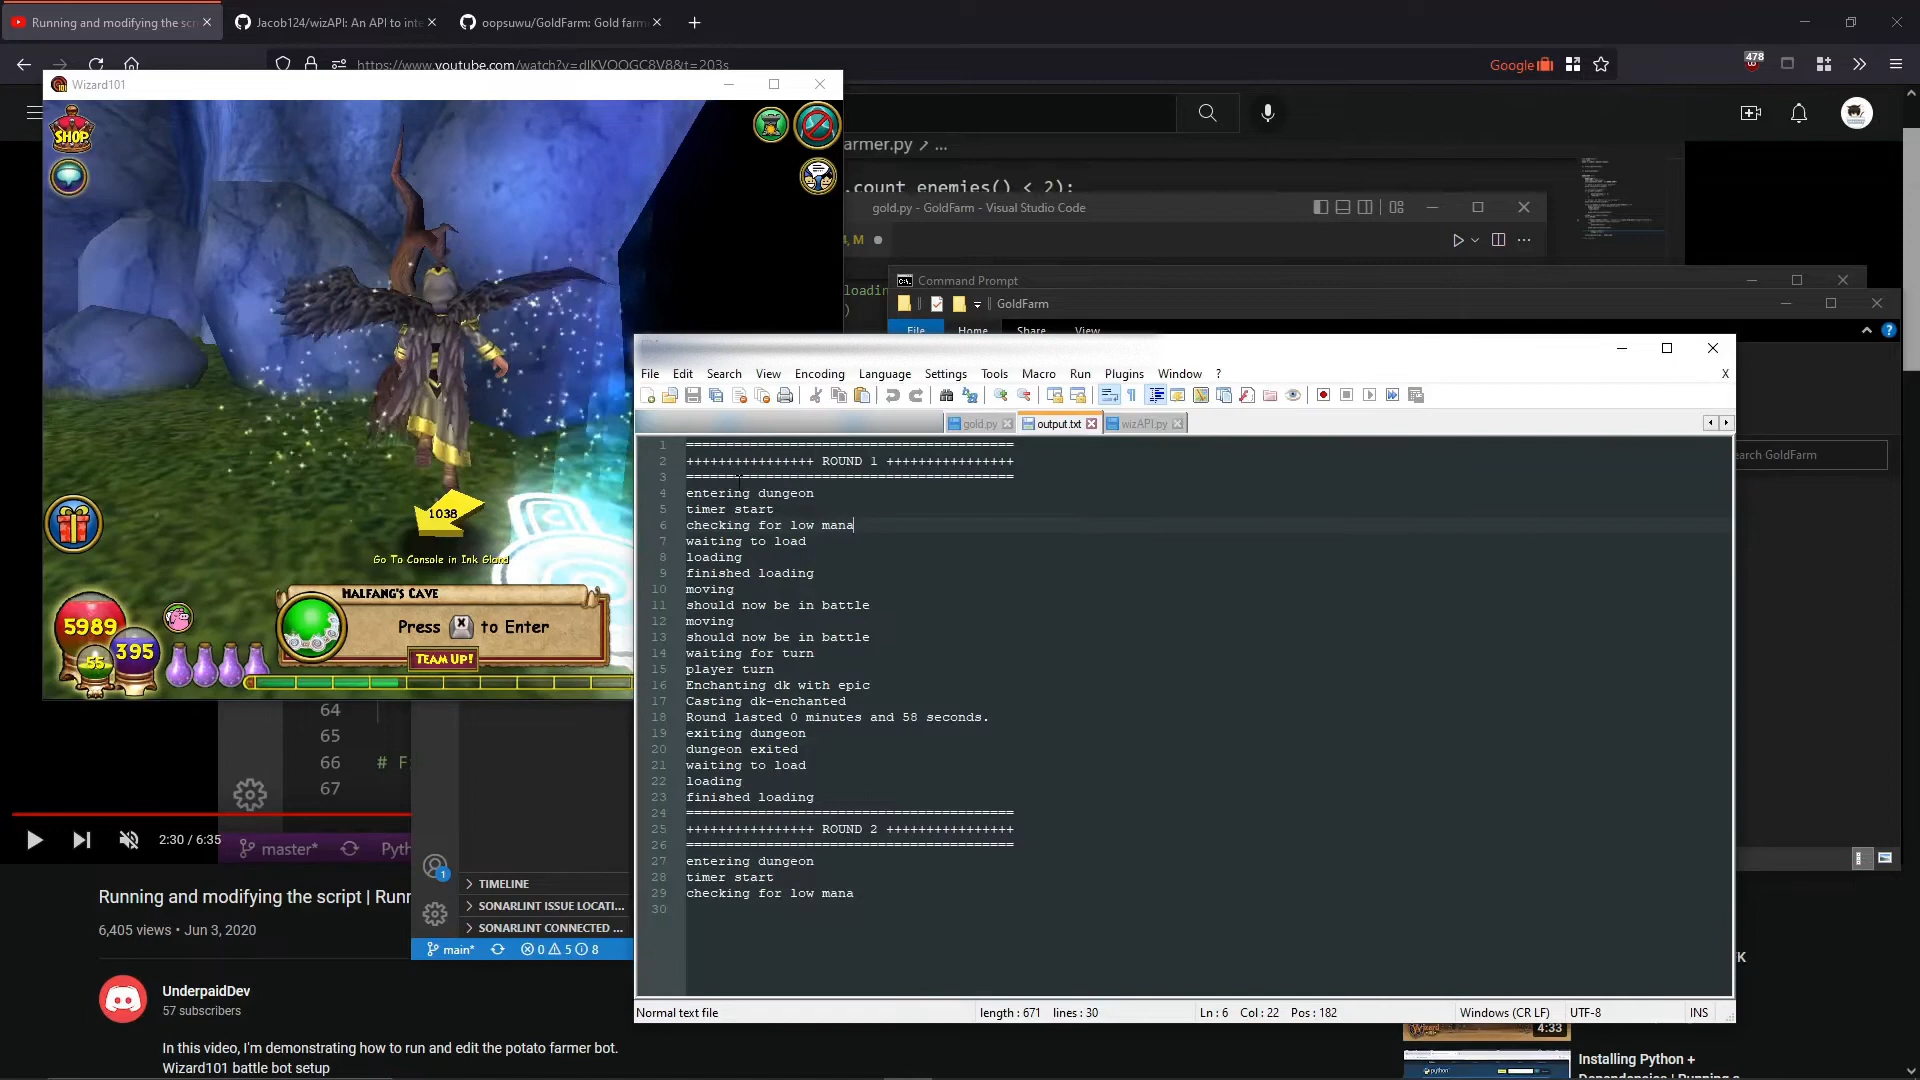 Running and modifying the scr
Jacob124/wizAPI: An API to inte
oopsuwu/GoldFarm: Gold farm
https://www.youtube.com/watch?v=dIKVOOGC8V8&t=203s
Google
478
Wizard101
SHOP
1038
Go To Console in Ink Gland
HALFANG'S CAVE
Press X to Enter
TEAM UP!
5989
395
55
armer.py > ...
.count_enemies() < 2):
gold.py - GoldFarm - Visual Studio Code
4, M
Command Prompt
loadin
)
GoldFarm
File Home Share View
earch GoldFarm
File Edit Search View Encoding Language Settings Tools Macro Run Plugins Window ?
X
gold.py output.txt wizAPI.py
1 =========================================
2 ++++++++++++++++ ROUND 1 ++++++++++++++++
3 =========================================
4 entering dungeon
5 timer start
6 checking for low mana
7 waiting to load
8 loading
9 finished loading
10 moving
11 should now be in battle
12 moving
13 should now be in battle
14 waiting for turn
15 player turn
16 Enchanting dk with epic
17 Casting dk-enchanted
18 Round lasted 0 minutes and 58 seconds.
19 exiting dungeon
20 dungeon exited
21 waiting to load
22 loading
23 finished loading
24 =========================================
25 ++++++++++++++++ ROUND 2 ++++++++++++++++
26 =========================================
27 entering dungeon
28 timer start
29 checking for low mana
30
Normal text file length : 671 lines : 30 Ln : 6 Col : 22 Pos : 182 Windows (CR LF) UTF-8 INS
64
65
66 # F
67
2:30 / 6:35
master* Pyth
1
TIMELINE
SONARLINT ISSUE LOCATI...
SONARLINT CONNECTED ...
main* 0 5 8
Running and modifying the script | Runn
6,405 views • Jun 3, 2020
UnderpaidDev
57 subscribers
In this video, I'm demonstrating how to run and edit the potato farmer bot.
Wizard101 battle bot setup
K
4:33
Installing Python +